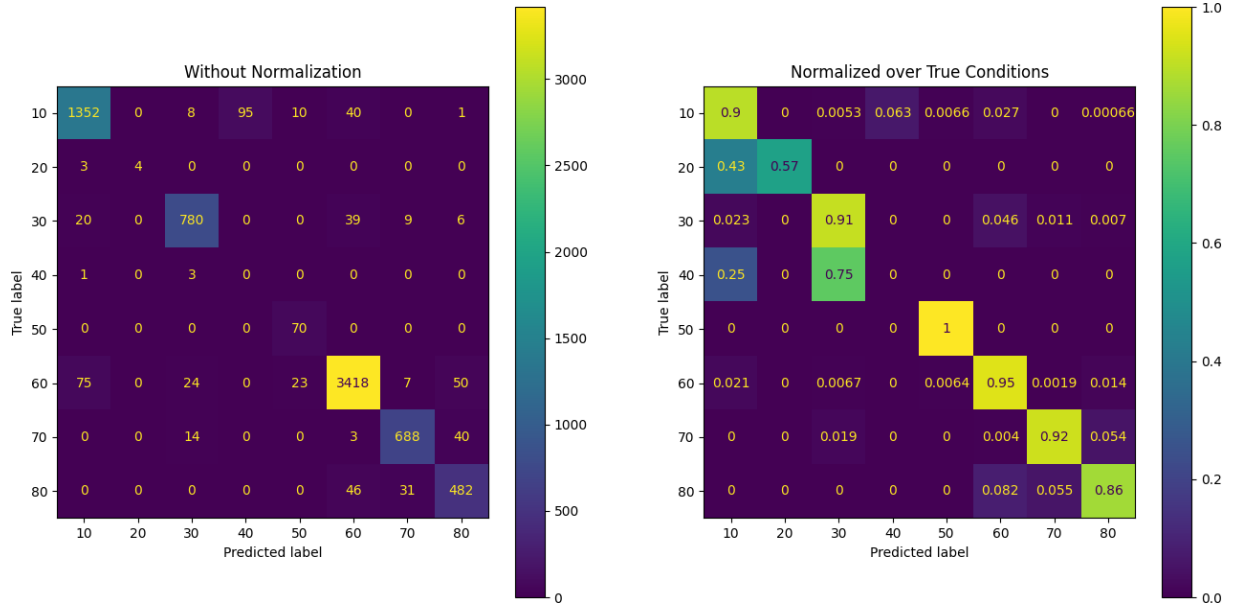 Without Normalization
True label
10 1352 0 8 95 10 40 0 1
20 3 4 0 0 0 0 0 0
30 20 0 780 0 0 39 9 6
40 1 0 3 0 0 0 0 0
50 0 0 0 0 70 0 0 0
60 75 0 24 0 23 3418 7 50
70 0 0 14 0 0 3 688 40
80 0 0 0 0 0 46 31 482
10 20 30 40 50 60 70 80
Predicted label
3000
2500
2000
1500
1000
500
0
Normalized over True Conditions
True label
10 0.9 0 0.0053 0.063 0.0066 0.027 0 0.00066
20 0.43 0.57 0 0 0 0 0 0
30 0.023 0 0.91 0 0 0.046 0.011 0.007
40 0.25 0 0.75 0 0 0 0 0
50 0 0 0 0 1 0 0 0
60 0.021 0 0.0067 0 0.0064 0.95 0.0019 0.014
70 0 0 0.019 0 0 0.004 0.92 0.054
80 0 0 0 0 0 0.082 0.055 0.86
10 20 30 40 50 60 70 80
Predicted label
1.0
0.8
0.6
0.4
0.2
0.0